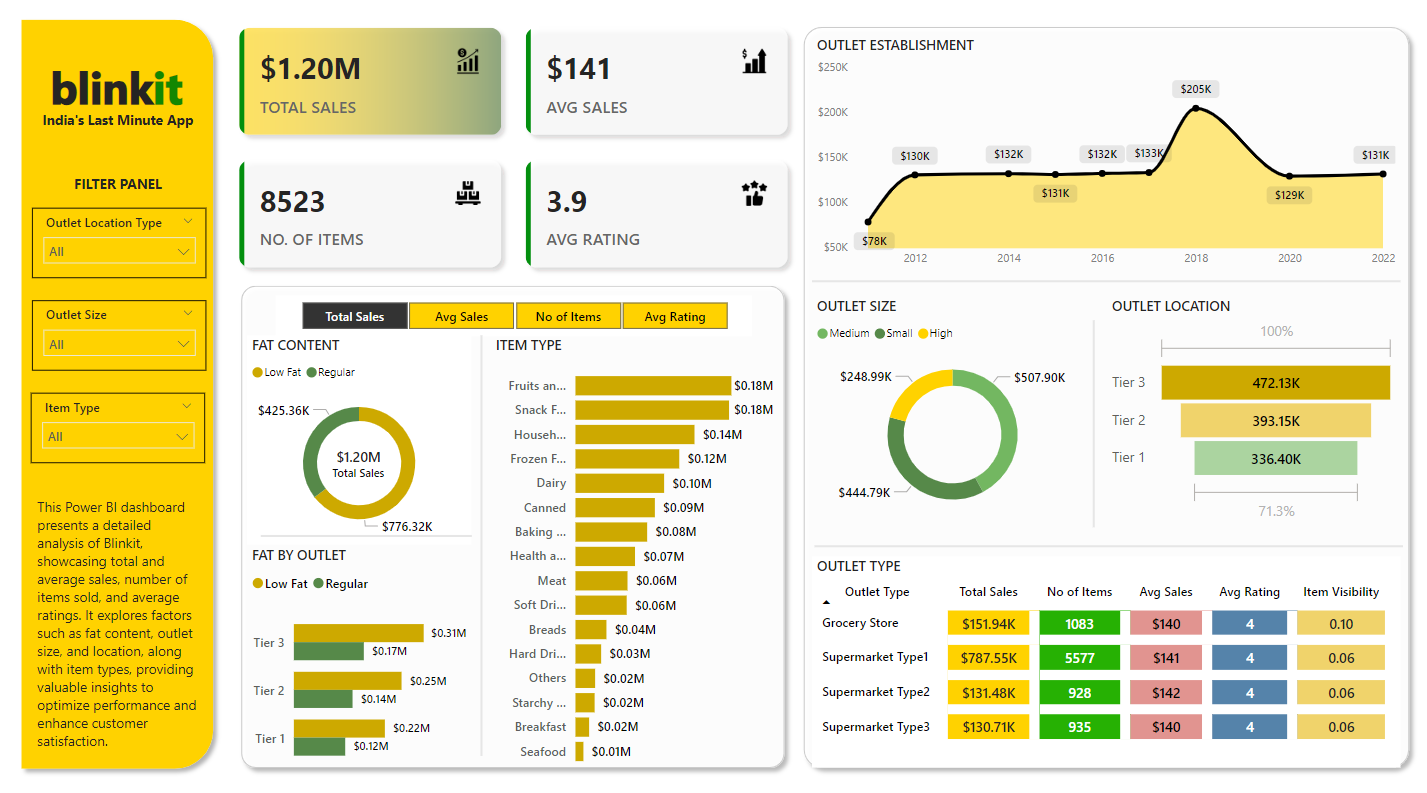 blinkit
India's Last Minute App
FILTER PANEL
Outlet Location Type
All
Outlet Size
All
Item Type
All
This Power BI dashboard
presents a detailed
analysis of Blinkit,
showcasing total and
average sales, number of
items sold, and average
ratings. It explores factors
such as fat content, outlet
size, and location, along
with item types, providing
valuable insights to
optimize performance and
enhance customer
satisfaction.
$1.20M
TOTAL SALES
$141
AVG SALES
8523
NO. OF ITEMS
3.9
AVG RATING
Total Sales Avg Sales No of Items Avg Rating
FAT CONTENT
Low Fat Regular
$425.36K
$1.20M
Total Sales
$776.32K
FAT BY OUTLET
Low Fat Regular
Tier 3 $0.31M
$0.17M
Tier 2 $0.25M
$0.14M
Tier 1 $0.22M
$0.12M
ITEM TYPE
Fruits an... $0.18M
Snack F... $0.18M
Househ... $0.14M
Frozen F... $0.12M
Dairy $0.10M
Canned $0.09M
Baking ... $0.08M
Health a... $0.07M
Meat $0.06M
Soft Dri... $0.06M
Breads $0.04M
Hard Dri... $0.03M
Others $0.02M
Starchy ... $0.02M
Breakfast $0.02M
Seafood $0.01M
OUTLET ESTABLISHMENT
$250K
$200K
$150K
$100K
$50K
$78K
$130K
$132K
$131K
$132K
$133K
$205K
$129K
$131K
2012 2014 2016 2018 2020 2022
OUTLET SIZE
Medium Small High
$248.99K
$507.90K
$444.79K
OUTLET LOCATION
100%
Tier 3 472.13K
Tier 2 393.15K
Tier 1 336.40K
71.3%
OUTLET TYPE
Outlet Type Total Sales No of Items Avg Sales Avg Rating Item Visibility
Grocery Store $151.94K 1083 $140 4 0.10
Supermarket Type1 $787.55K 5577 $141 4 0.06
Supermarket Type2 $131.48K 928 $142 4 0.06
Supermarket Type3 $130.71K 935 $140 4 0.06